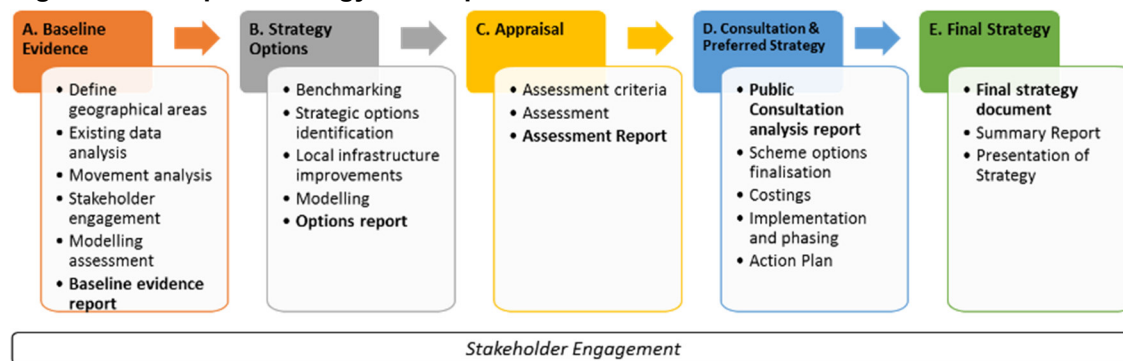 A. Baseline
Evidence
• Define
geographical areas
• Existing data
analysis
• Movement analysis
• Stakeholder
engagement
• Modelling
assessment
• Baseline evidence
report
B. Strategy
Options
• Benchmarking
• Strategic options
identification
• Local infrastructure
improvements
• Modelling
• Options report
C. Appraisal
• Assessment criteria
• Assessment
• Assessment Report
D. Consultation &
Preferred Strategy
• Public
Consultation
analysis report
• Scheme options
finalisation
• Costings
• Implementation
and phasing
• Action Plan
E. Final Strategy
• Final strategy
document
• Summary Report
• Presentation of
Strategy
Stakeholder Engagement